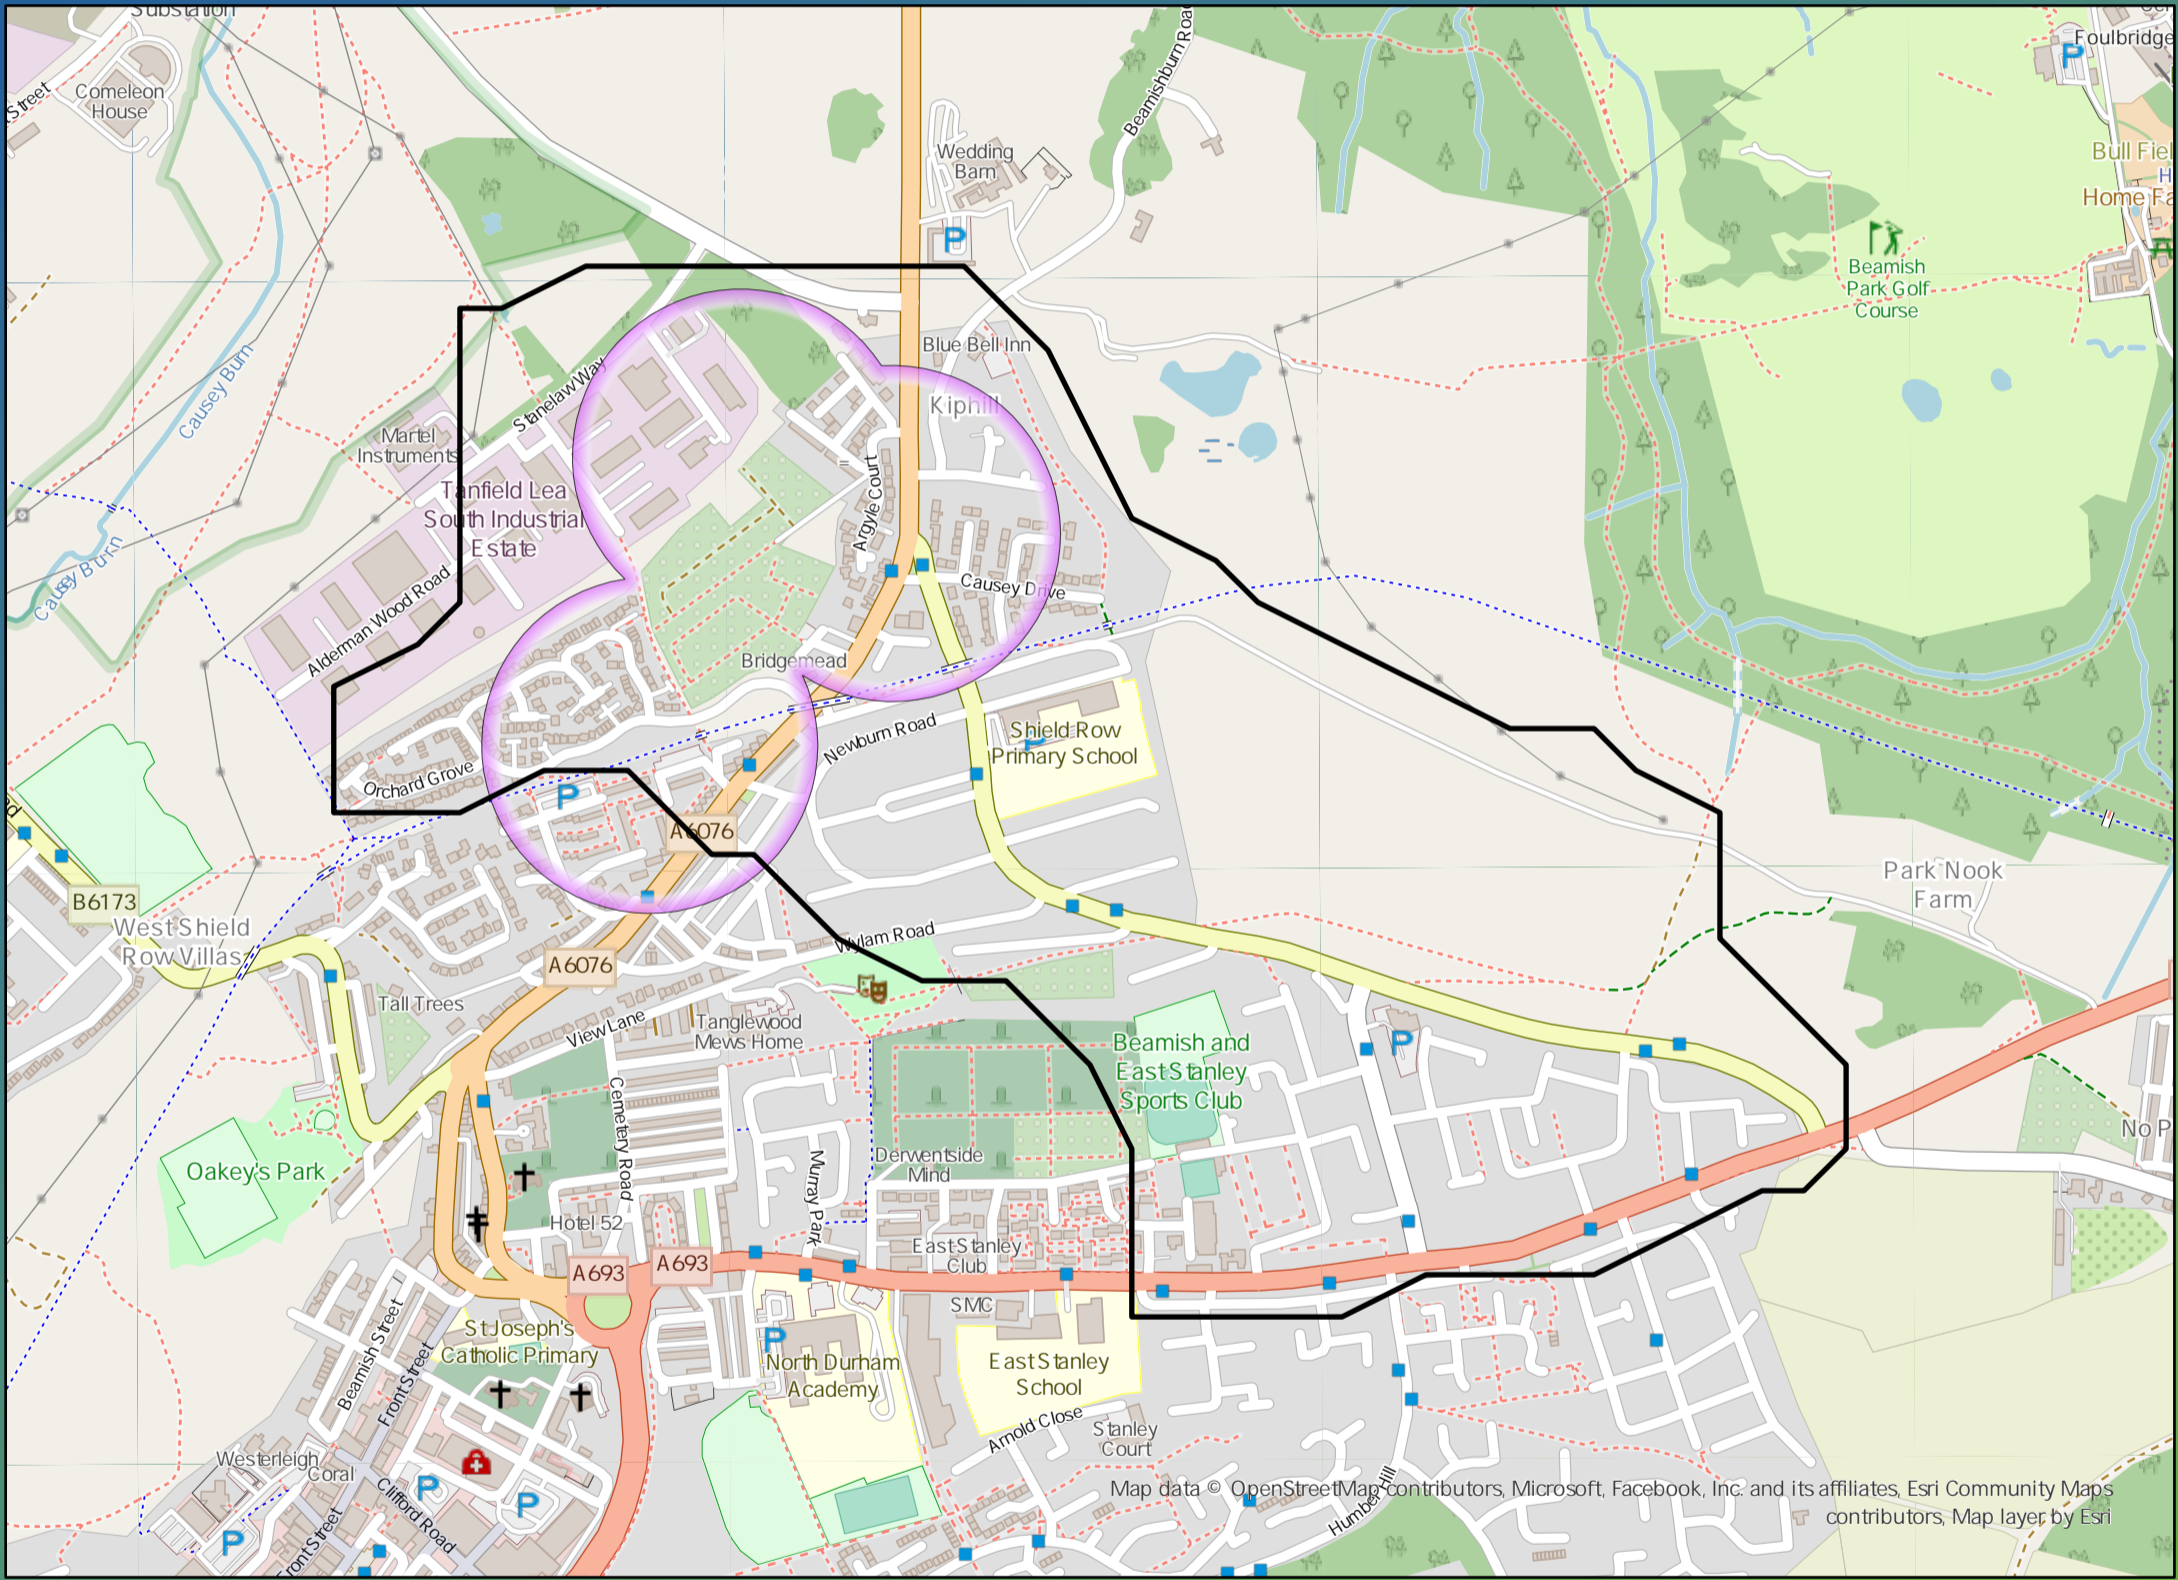 Substation
Foulbridge
Comeleon
House
Street
Beamishburn Road
Wedding
Barn
P
P
Bull Fiel
H
Home Fa
Beamish
Park Golf
Course
Blue Bell Inn
Kiphill
Causey Burn
Stanelaw Way
Martel
Instruments
Tanfield Lea
South Industrial
Estate
Argyle Court
Causey Burn
Causey Drive
Alderman Wood Road
Bridgemead
Newburn Road
Shield Row
Primary School
P
Orchard Grove
P
A6076
B6173
West Shield
Row Villas
Park Nook
Farm
Wylam Road
A6076
Tall Trees
View Lane
Tanglewood
Mews Home
Beamish and
East Stanley
Sports Club
P
Cemetery Road
Murray Park
Derwentside
Mind
No P
Oakey's Park
Hotel 52
East Stanley
Club
A693
A693
SMC
St Joseph's
Catholic Primary
P
North Durham
Academy
East Stanley
School
Beamish Street
Front Street
Arnold Close
Stanley
Court
Westerleigh
Coral
P
P
Clifford Road
P
Front Street
Humber Hill
Map data © OpenStreetMap contributors, Microsoft, Facebook, Inc. and its affiliates, Esri Community Maps
contributors, Map layer by Esri